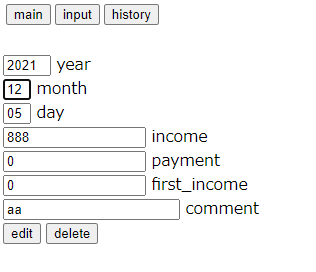 main input history
2021 year
12 month
05 day
888 income
0 payment
0 first_income
aa comment
edit delete